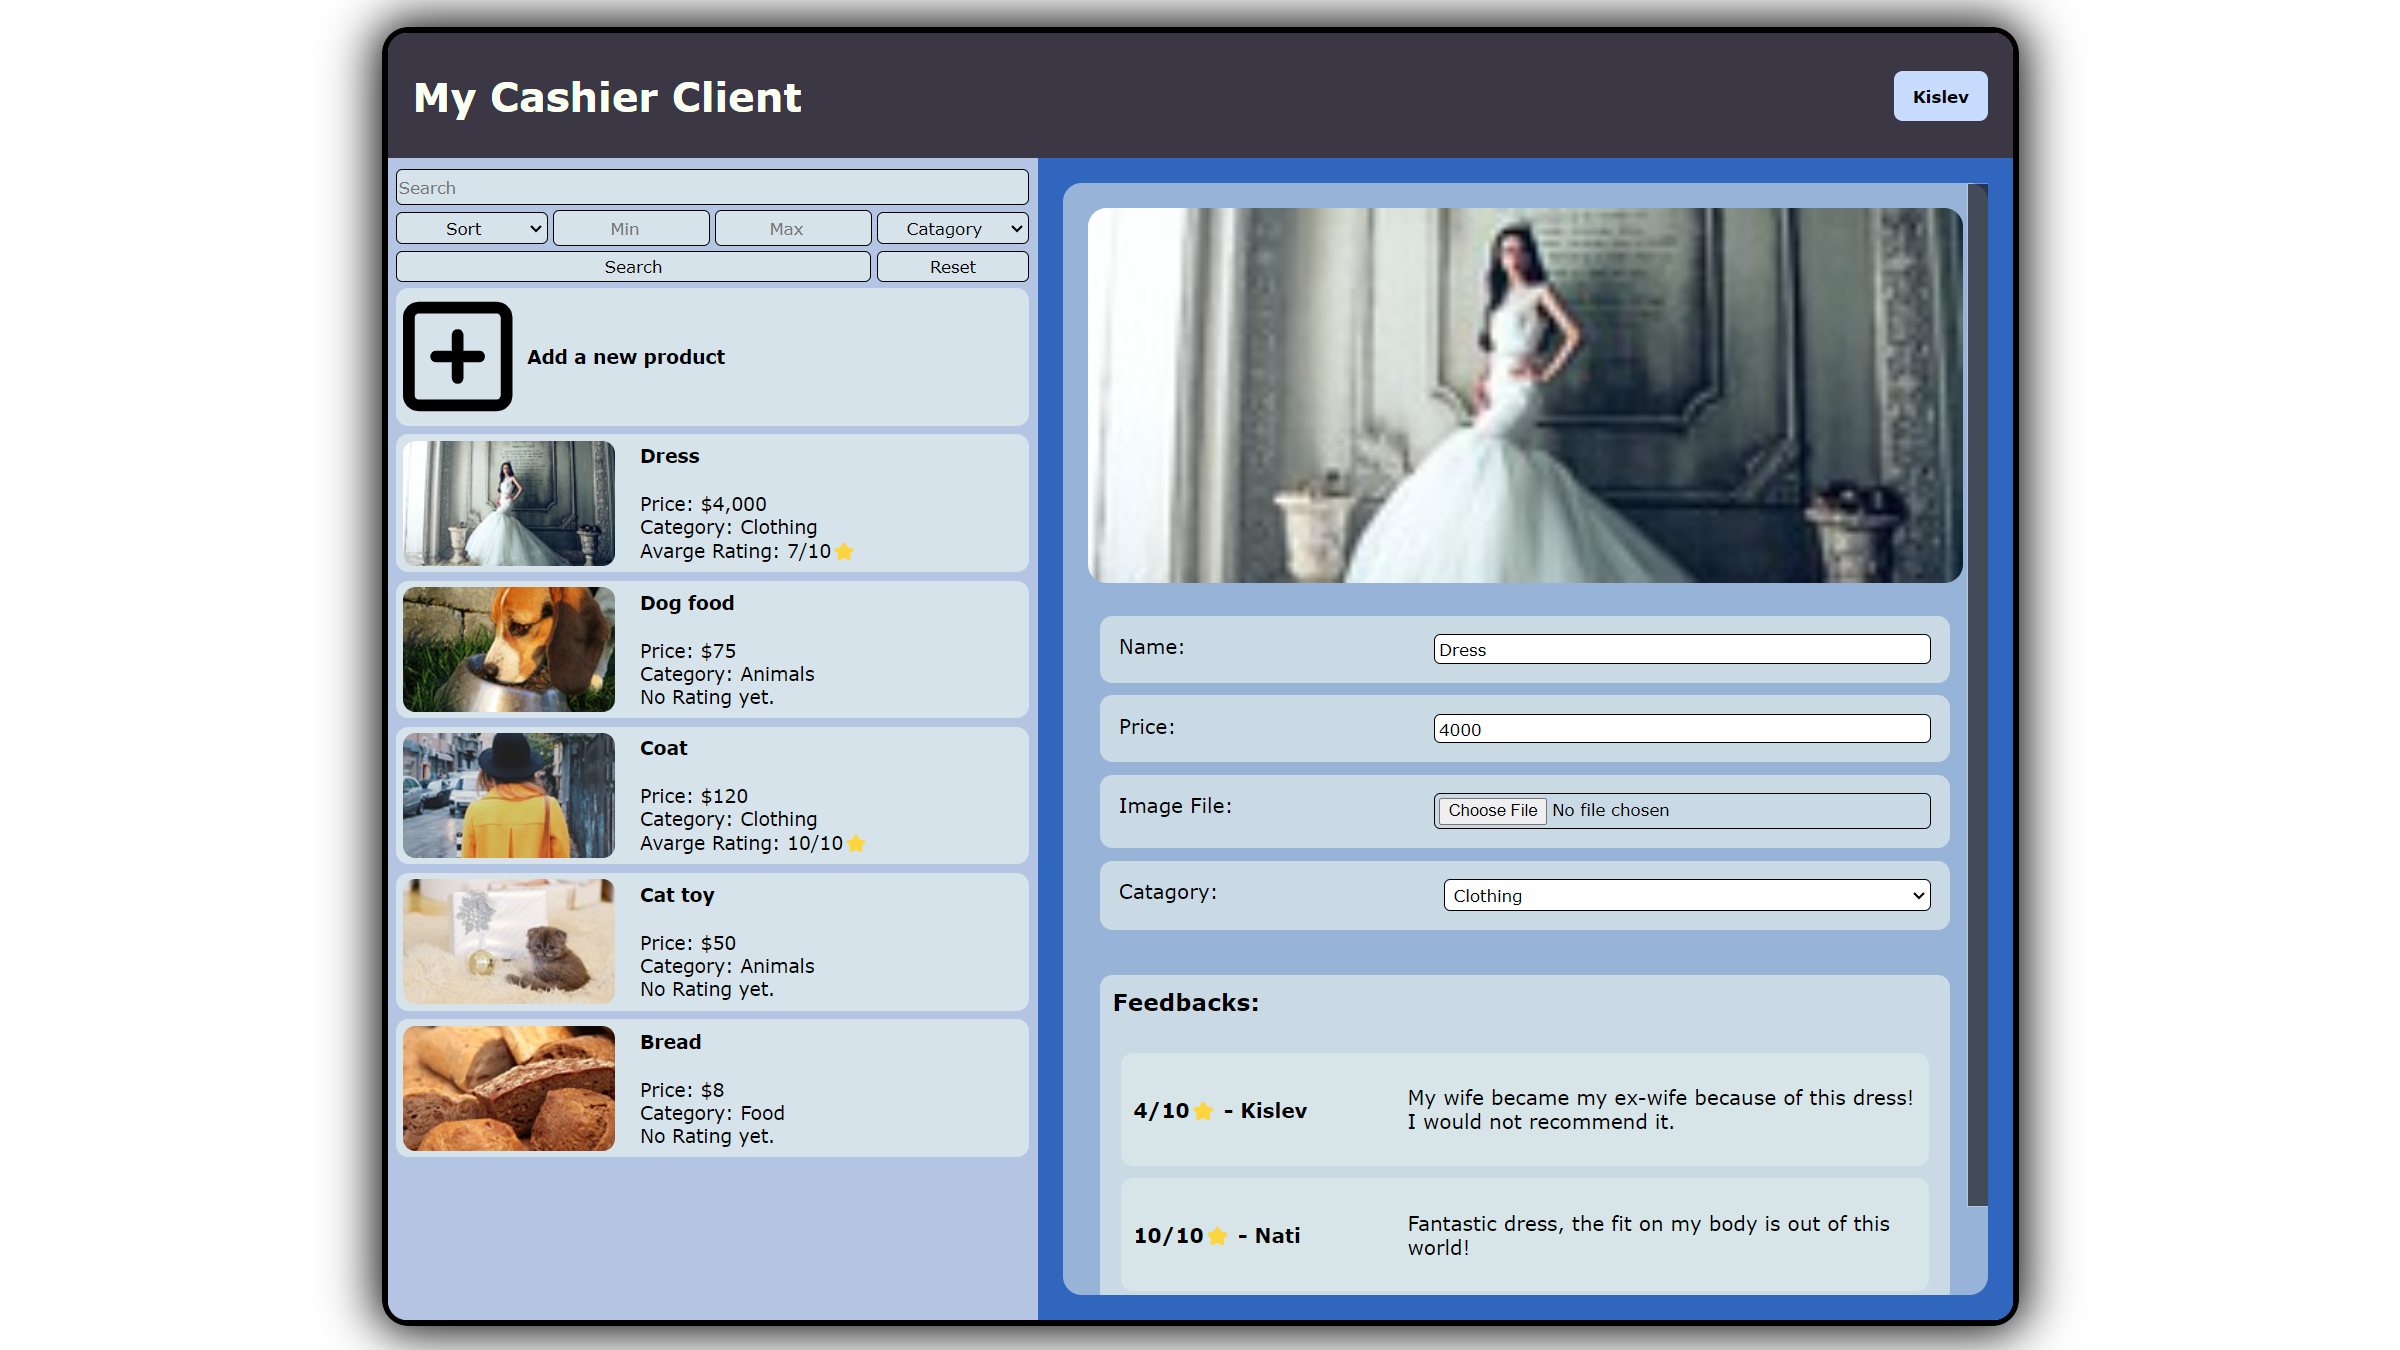 My Cashier Client
Kislev
Search
Sort
Min
Max
Catagory
Search
Reset
Add a new product
Dress
Price: $4,000
Category: Clothing
Avarge Rating: 7/10⭐
Dog food
Price: $75
Category: Animals
No Rating yet.
Coat
Price: $120
Category: Clothing
Avarge Rating: 10/10⭐
Cat toy
Price: $50
Category: Animals
No Rating yet.
Bread
Price: $8
Category: Food
No Rating yet.
Name:
Dress
Price:
4000
Image File:
Choose File No file chosen
Catagory:
Clothing
Feedbacks:
4/10⭐ - Kislev
My wife became my ex-wife because of this dress!
I would not recommend it.
10/10⭐ - Nati
Fantastic dress, the fit on my body is out of this
world!